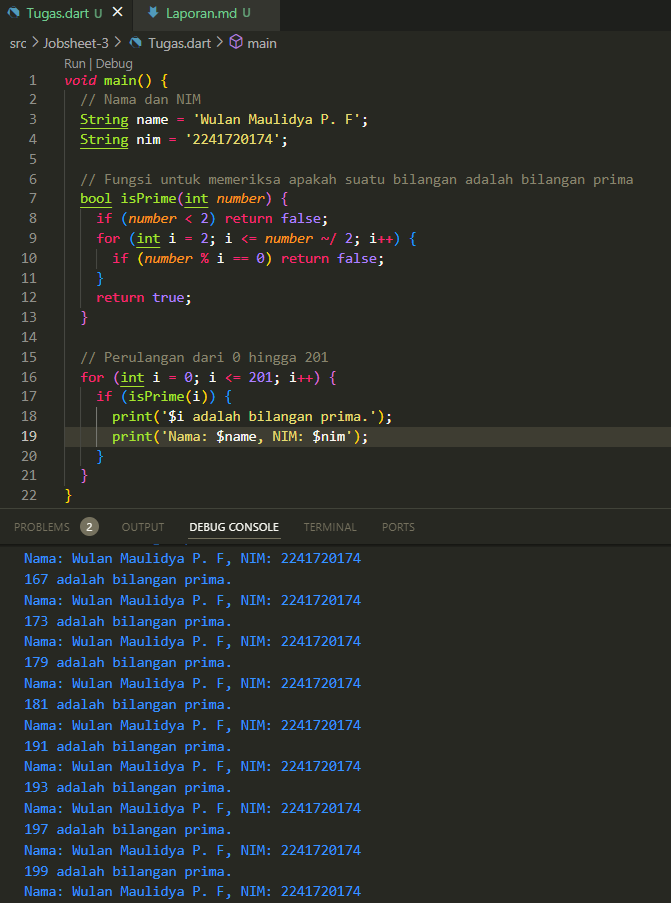 Tugas.dart U
Laporan.md U
src > Jobsheet-3 > Tugas.dart > main
Run | Debug
1 void main() {
2 // Nama dan NIM
3 String name = 'Wulan Maulidya P. F';
4 String nim = '2241720174';
5
6 // Fungsi untuk memeriksa apakah suatu bilangan adalah bilangan prima
7 bool isPrime(int number) {
8 if (number < 2) return false;
9 for (int i = 2; i <= number ~/ 2; i++) {
10 if (number % i == 0) return false;
11 }
12 return true;
13 }
14
15 // Perulangan dari 0 hingga 201
16 for (int i = 0; i <= 201; i++) {
17 if (isPrime(i)) {
18 print('$i adalah bilangan prima.');
19 print('Nama: $name, NIM: $nim');
20 }
21 }
22 }
PROBLEMS 2 OUTPUT DEBUG CONSOLE TERMINAL PORTS
Nama: Wulan Maulidya P. F, NIM: 2241720174
167 adalah bilangan prima.
Nama: Wulan Maulidya P. F, NIM: 2241720174
173 adalah bilangan prima.
Nama: Wulan Maulidya P. F, NIM: 2241720174
179 adalah bilangan prima.
Nama: Wulan Maulidya P. F, NIM: 2241720174
181 adalah bilangan prima.
Nama: Wulan Maulidya P. F, NIM: 2241720174
191 adalah bilangan prima.
Nama: Wulan Maulidya P. F, NIM: 2241720174
193 adalah bilangan prima.
Nama: Wulan Maulidya P. F, NIM: 2241720174
197 adalah bilangan prima.
Nama: Wulan Maulidya P. F, NIM: 2241720174
199 adalah bilangan prima.
Nama: Wulan Maulidya P. F, NIM: 2241720174